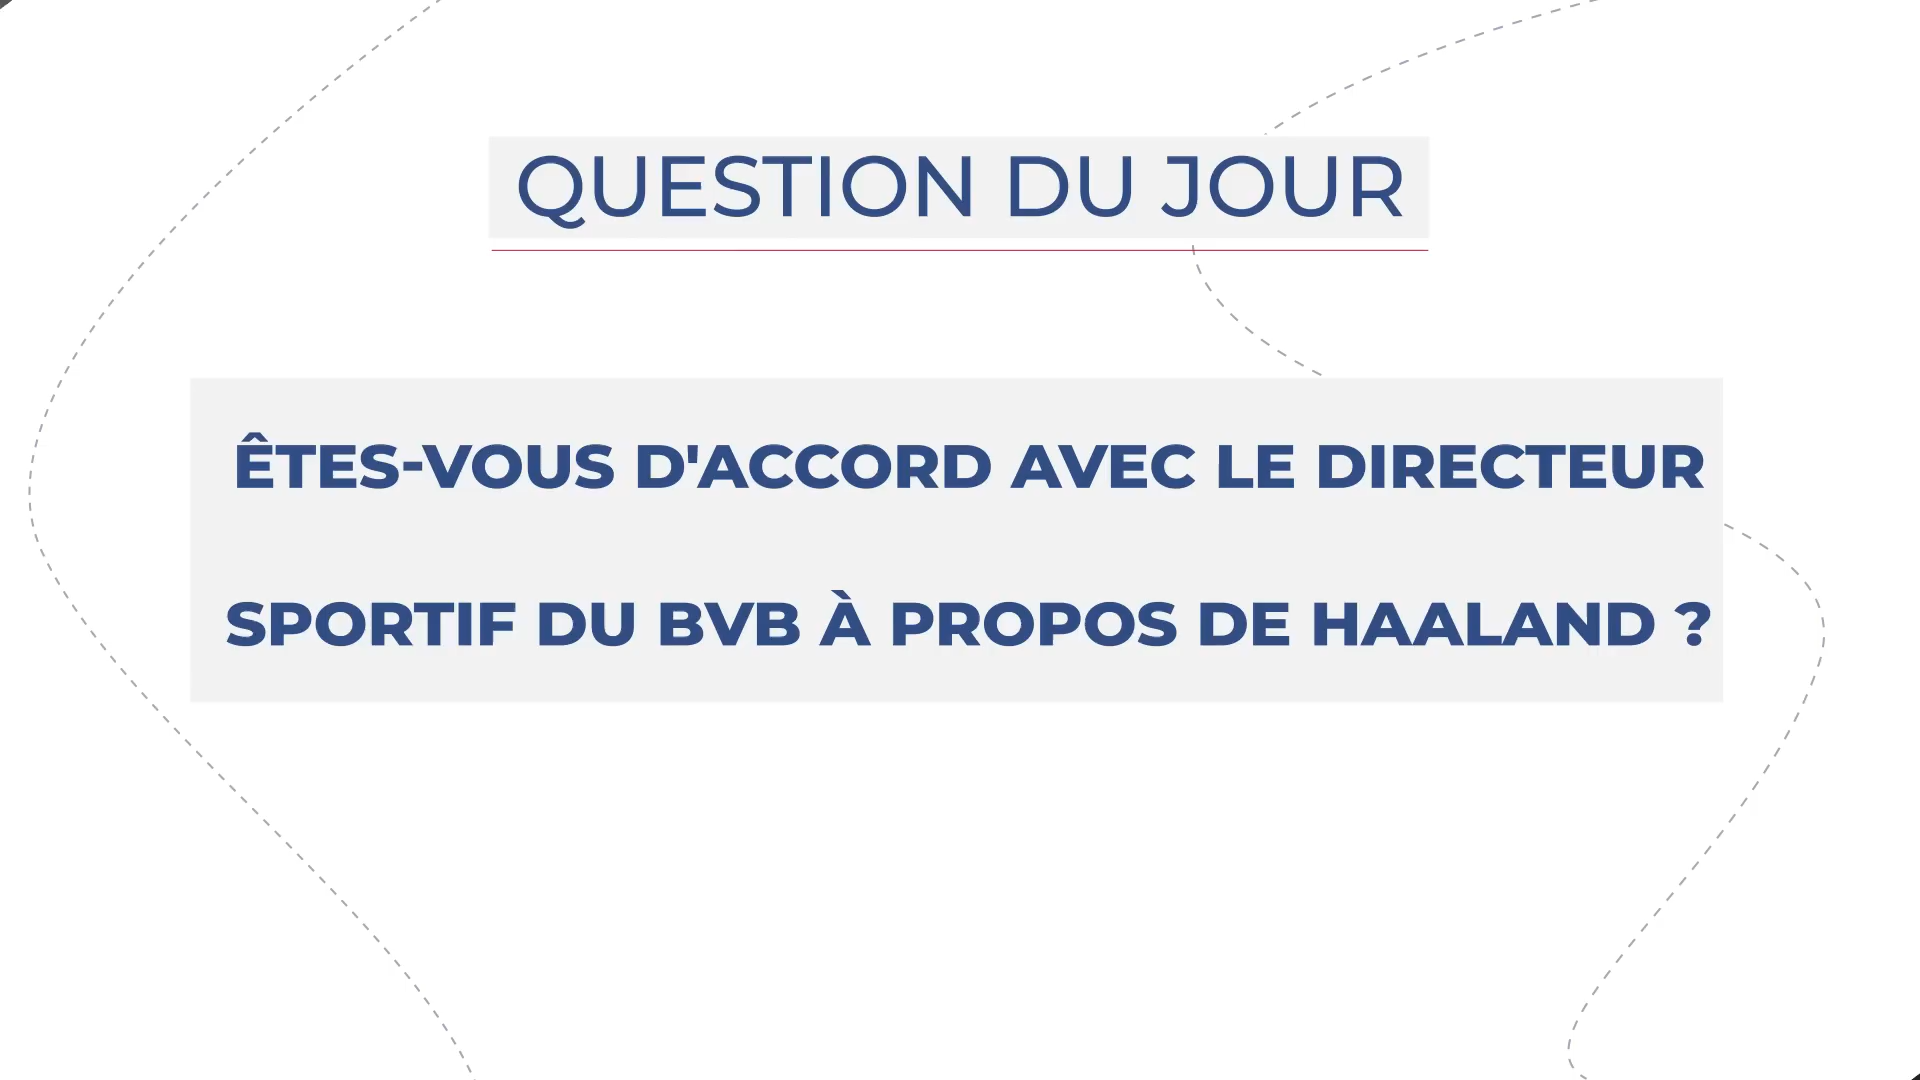 QUESTION DU JOUR
ÊTES-VOUS D'ACCORD AVEC LE DIRECTEUR
SPORTIF DU BVB À PROPOS DE HAALAND ?